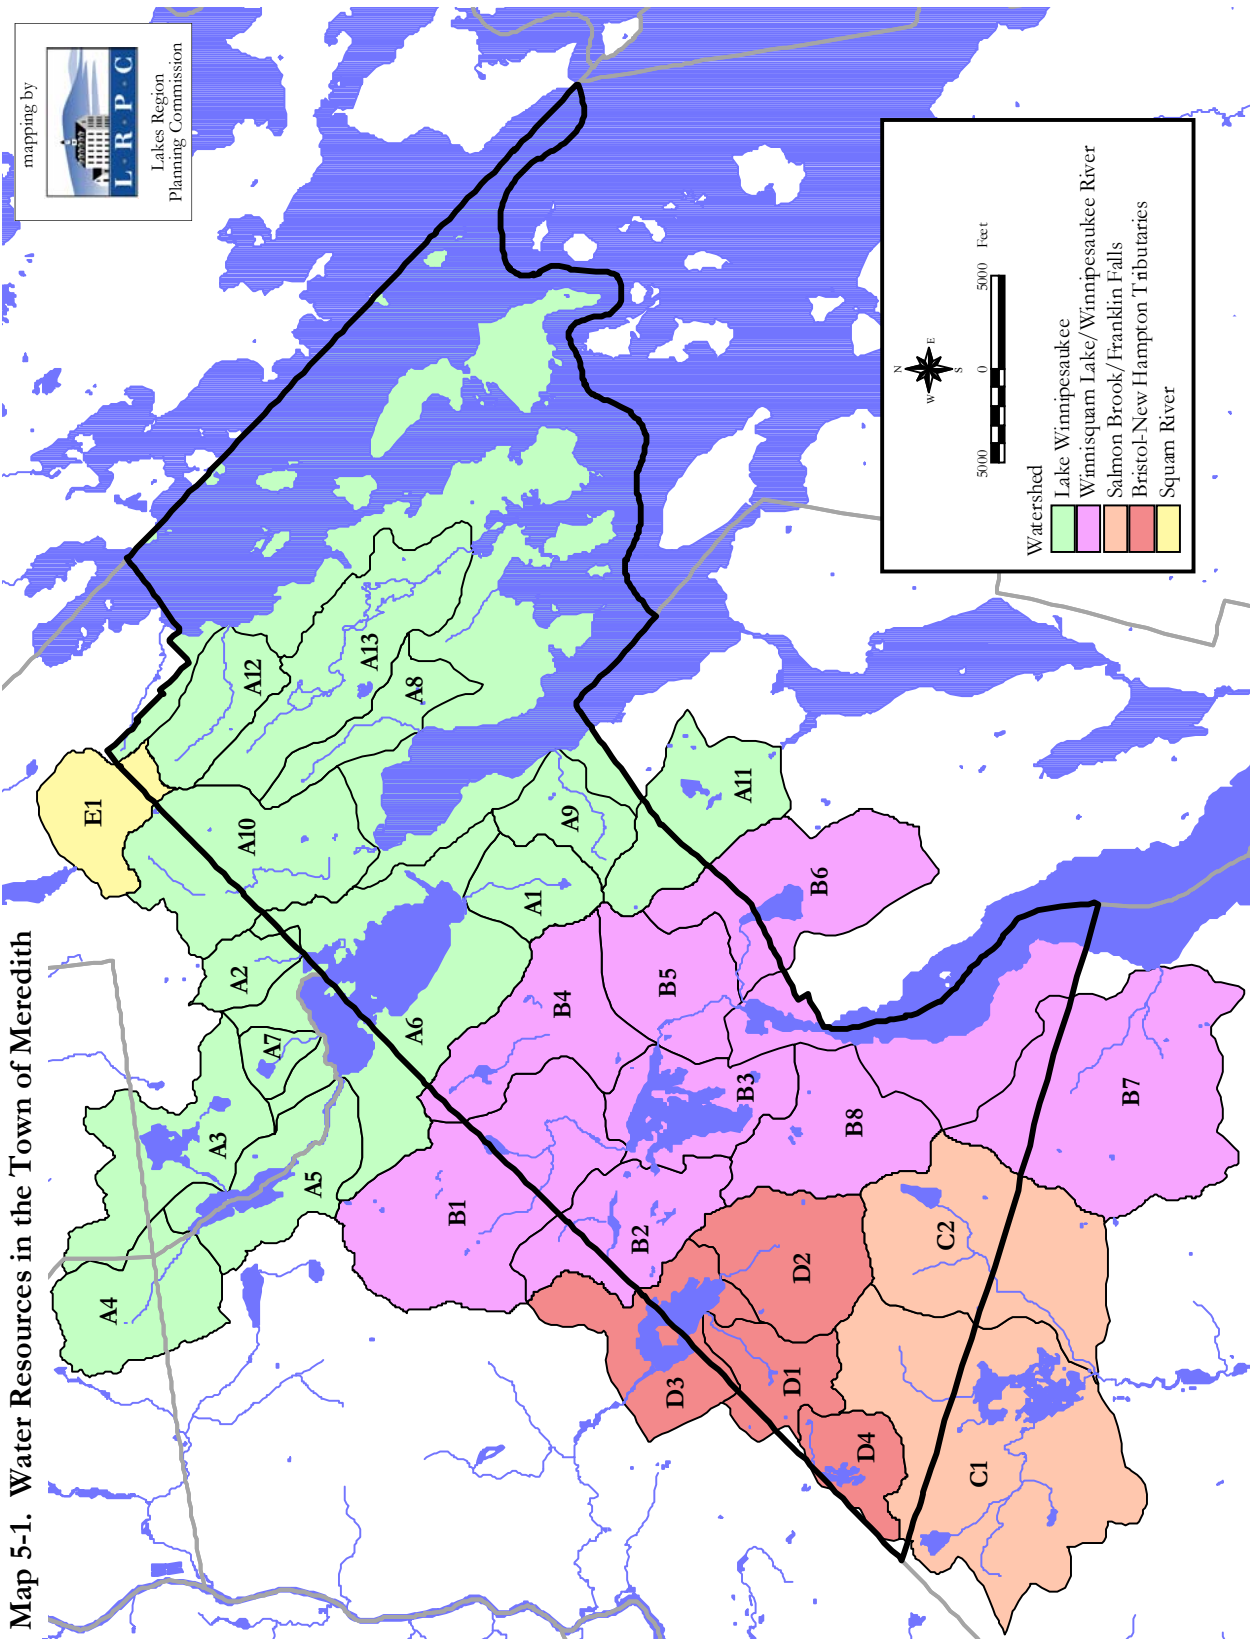 Map 5-1.   Water Resources in the Town of Meredith
mapping by
L · R · P · C
Lakes Region
Planning Commission
A4
A3
A5
A7
A2
A6
A10
E1
A12
A13
A8
A9
A1
A11
B1
B2
B3
B4
B5
B6
B7
B8
C1
C2
D1
D2
D3
D4
N
W
E
S
5000
0
5000
Feet
Watershed
Lake Winnipesaukee
Winnisquam Lake/Winnipesaukee River
Salmon Brook/Franklin Falls
Bristol-New Hampton Tributaries
Squam River